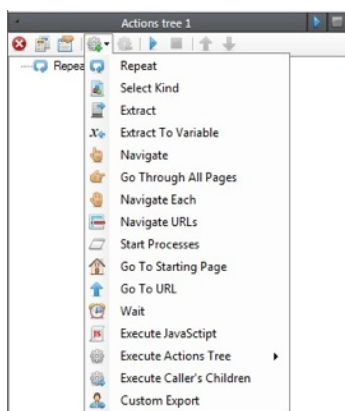 Actions tree 1
Repea
Repeat
Select Kind
Extract
X
Extract To Variable
Navigate
Go Through All Pages
Navigate Each
Navigate URLs
Start Processes
Go To Starting Page
Go To URL
Wait
JS
Execute JavaSctipt
Execute Actions Tree
Execute Caller's Children
Custom Export